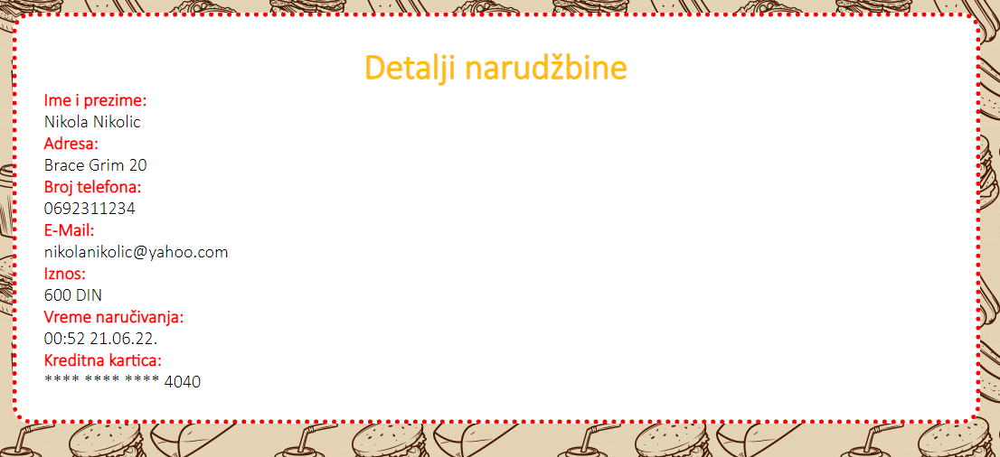 Detalji narudžbine
Ime i prezime:
Nikola Nikolic
Adresa:
Brace Grim 20
Broj telefona:
0692311234
E-Mail:
nikolanikolic@yahoo.com
Iznos:
600 DIN
Vreme naručivanja:
00:52 21.06.22.
Kreditna kartica:
**** **** **** 4040